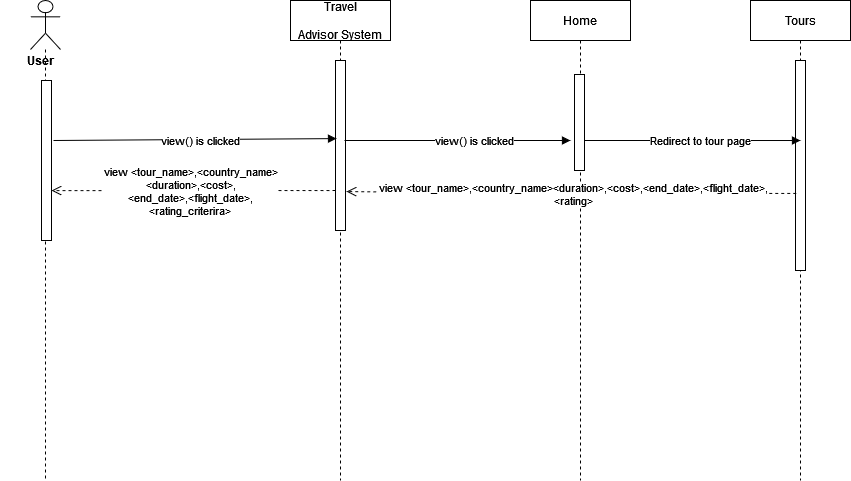 Travel
Advisor System
Home
Tours
User
view() is clicked
view() is clicked
Redirect to tour page
view <tour_name>,<country_name>
<duration>,<cost>,
<end_date>,<flight_date>,
<rating_criterira>
view <tour_name>,<country_name><duration>,<cost>,<end_date>,<flight_date>,
<rating>